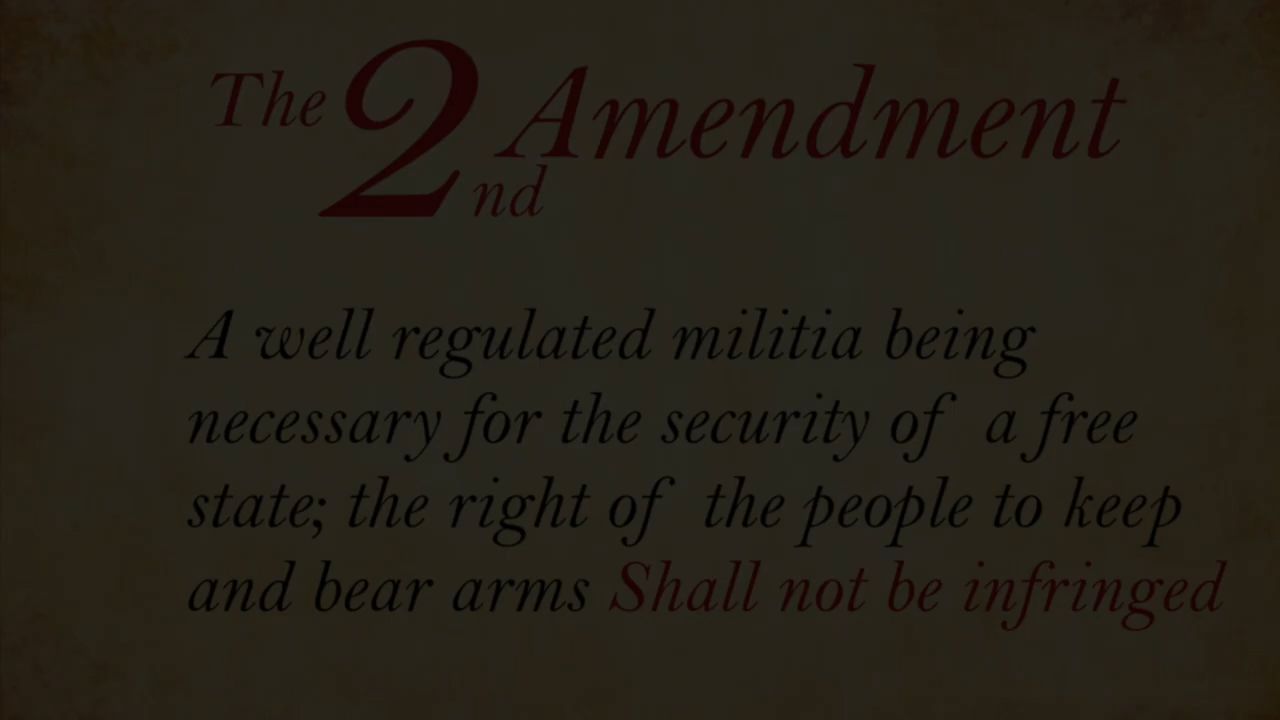 The 2nd Amendment
A well regulated militia being
necessary for the security of a free
state; the right of the people to keep
and bear arms Shall not be infringed